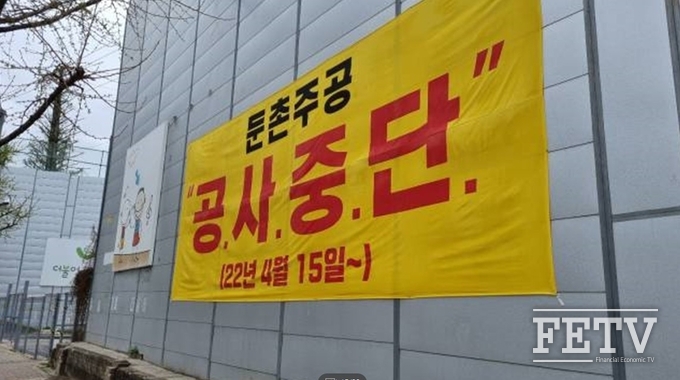 둔촌주공
"공.사.중.단."
(22년 4월 15일~)
FETV
Financial Economic TV